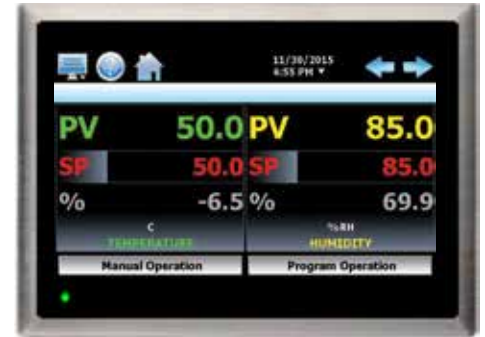 11/30/2015
4:55 PM ▼
PV 50.0 PV 85.0
SP 50.0 SP 85.0
% -6.5 % 69.9
C %RH
TEMPERATURE HUMIDITY
Manual Operation Program Operation